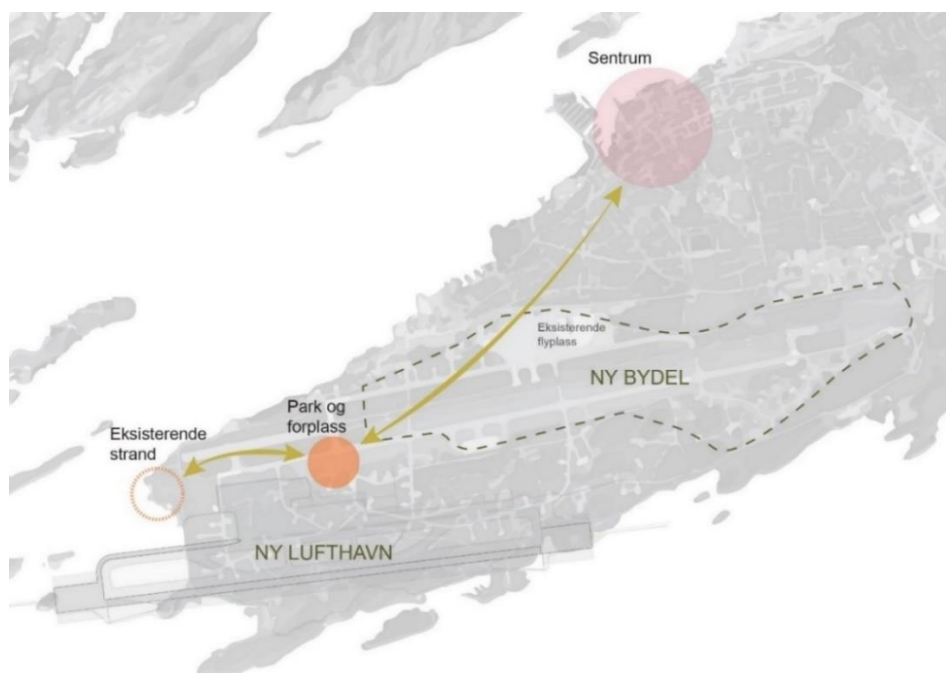 Sentrum
Eksisterende
flyplass
NY BYDEL
Park og
forplass
Eksisterende
strand
NY LUFTHAVN